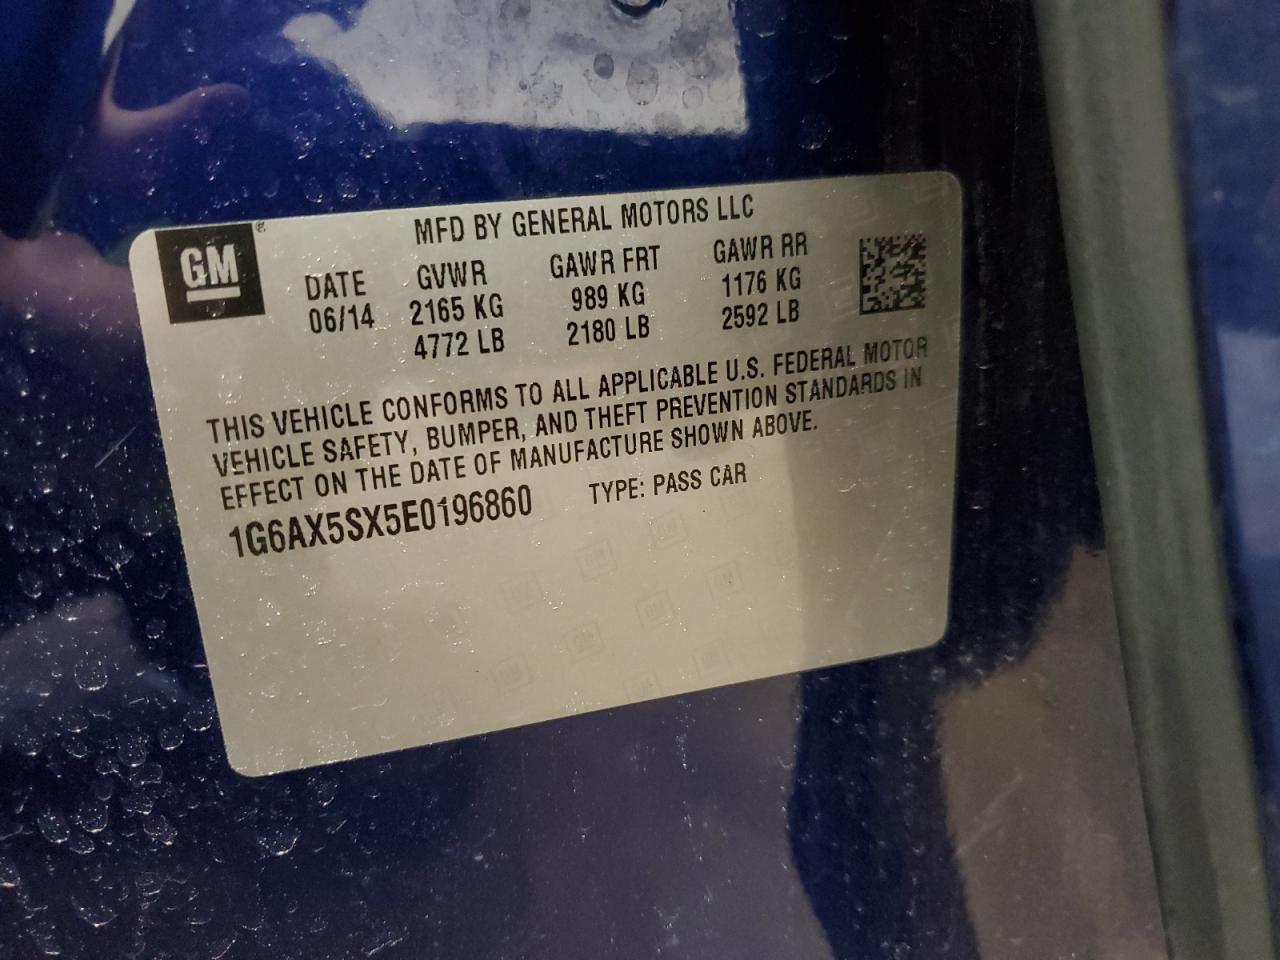 GM®
MFD BY GENERAL MOTORS LLC
DATE GVWR GAWR FRT GAWR RR
06/14 2165 KG 989 KG 1176 KG
4772 LB 2180 LB 2592 LB
THIS VEHICLE CONFORMS TO ALL APPLICABLE U.S. FEDERAL MOTOR
VEHICLE SAFETY, BUMPER, AND THEFT PREVENTION STANDARDS IN
EFFECT ON THE DATE OF MANUFACTURE SHOWN ABOVE.
1G6AX5SX5E0196860 TYPE: PASS CAR